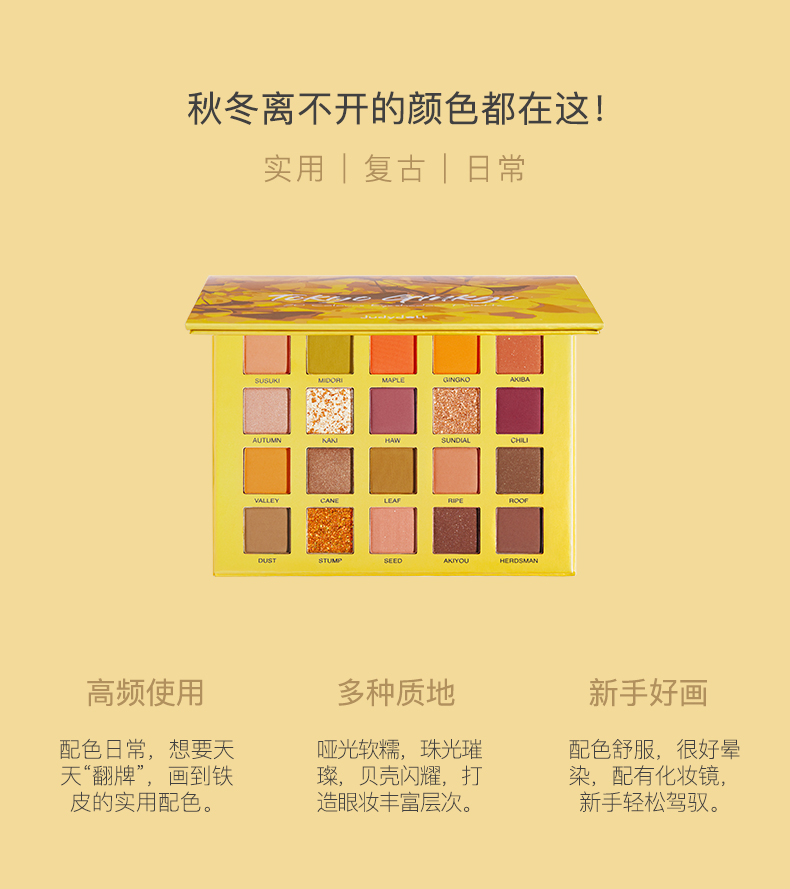 秋冬离不开的颜色都在这！
实用｜复古｜日常
Tokyo Ginkgo
Judydoll
SUSUKI MIDORI MAPLE GINGKO AKIBA
AUTUMN KAKI HAW SUNDIAL CHILI
VALLEY CANE LEAF RIPE ROOF
DUST STUMP SEED AKIYOU HERDSMAN
高频使用
配色日常，想要天
天“翻牌”，画到铁
皮的实用配色。
多种质地
哑光软糯，珠光璀
璨，贝壳闪耀，打
造眼妆丰富层次。
新手好画
配色舒服，很好晕
染，配有化妆镜，
新手轻松驾驭。